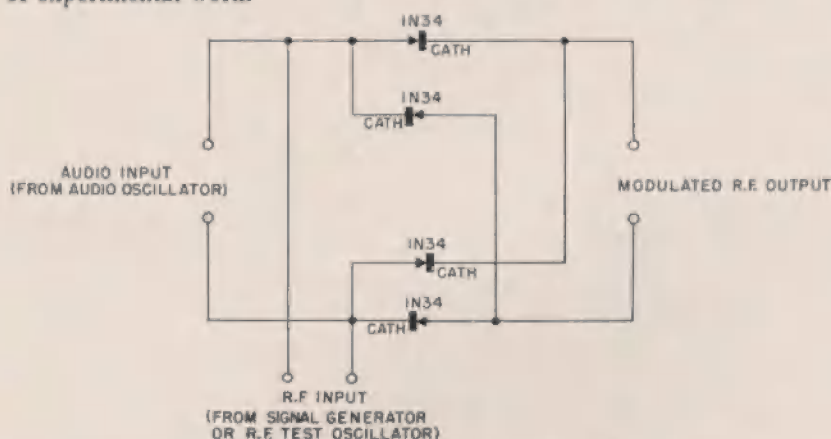 IN34
CATH
IN34
CATH
AUDIO INPUT
(FROM AUDIO OSCILLATOR)
MODULATED R.F. OUTPUT
IN34
CATH
IN34
CATH
R.F INPUT
(FROM SIGNAL GENERATOR
OR R.F. TEST OSCILLATOR)